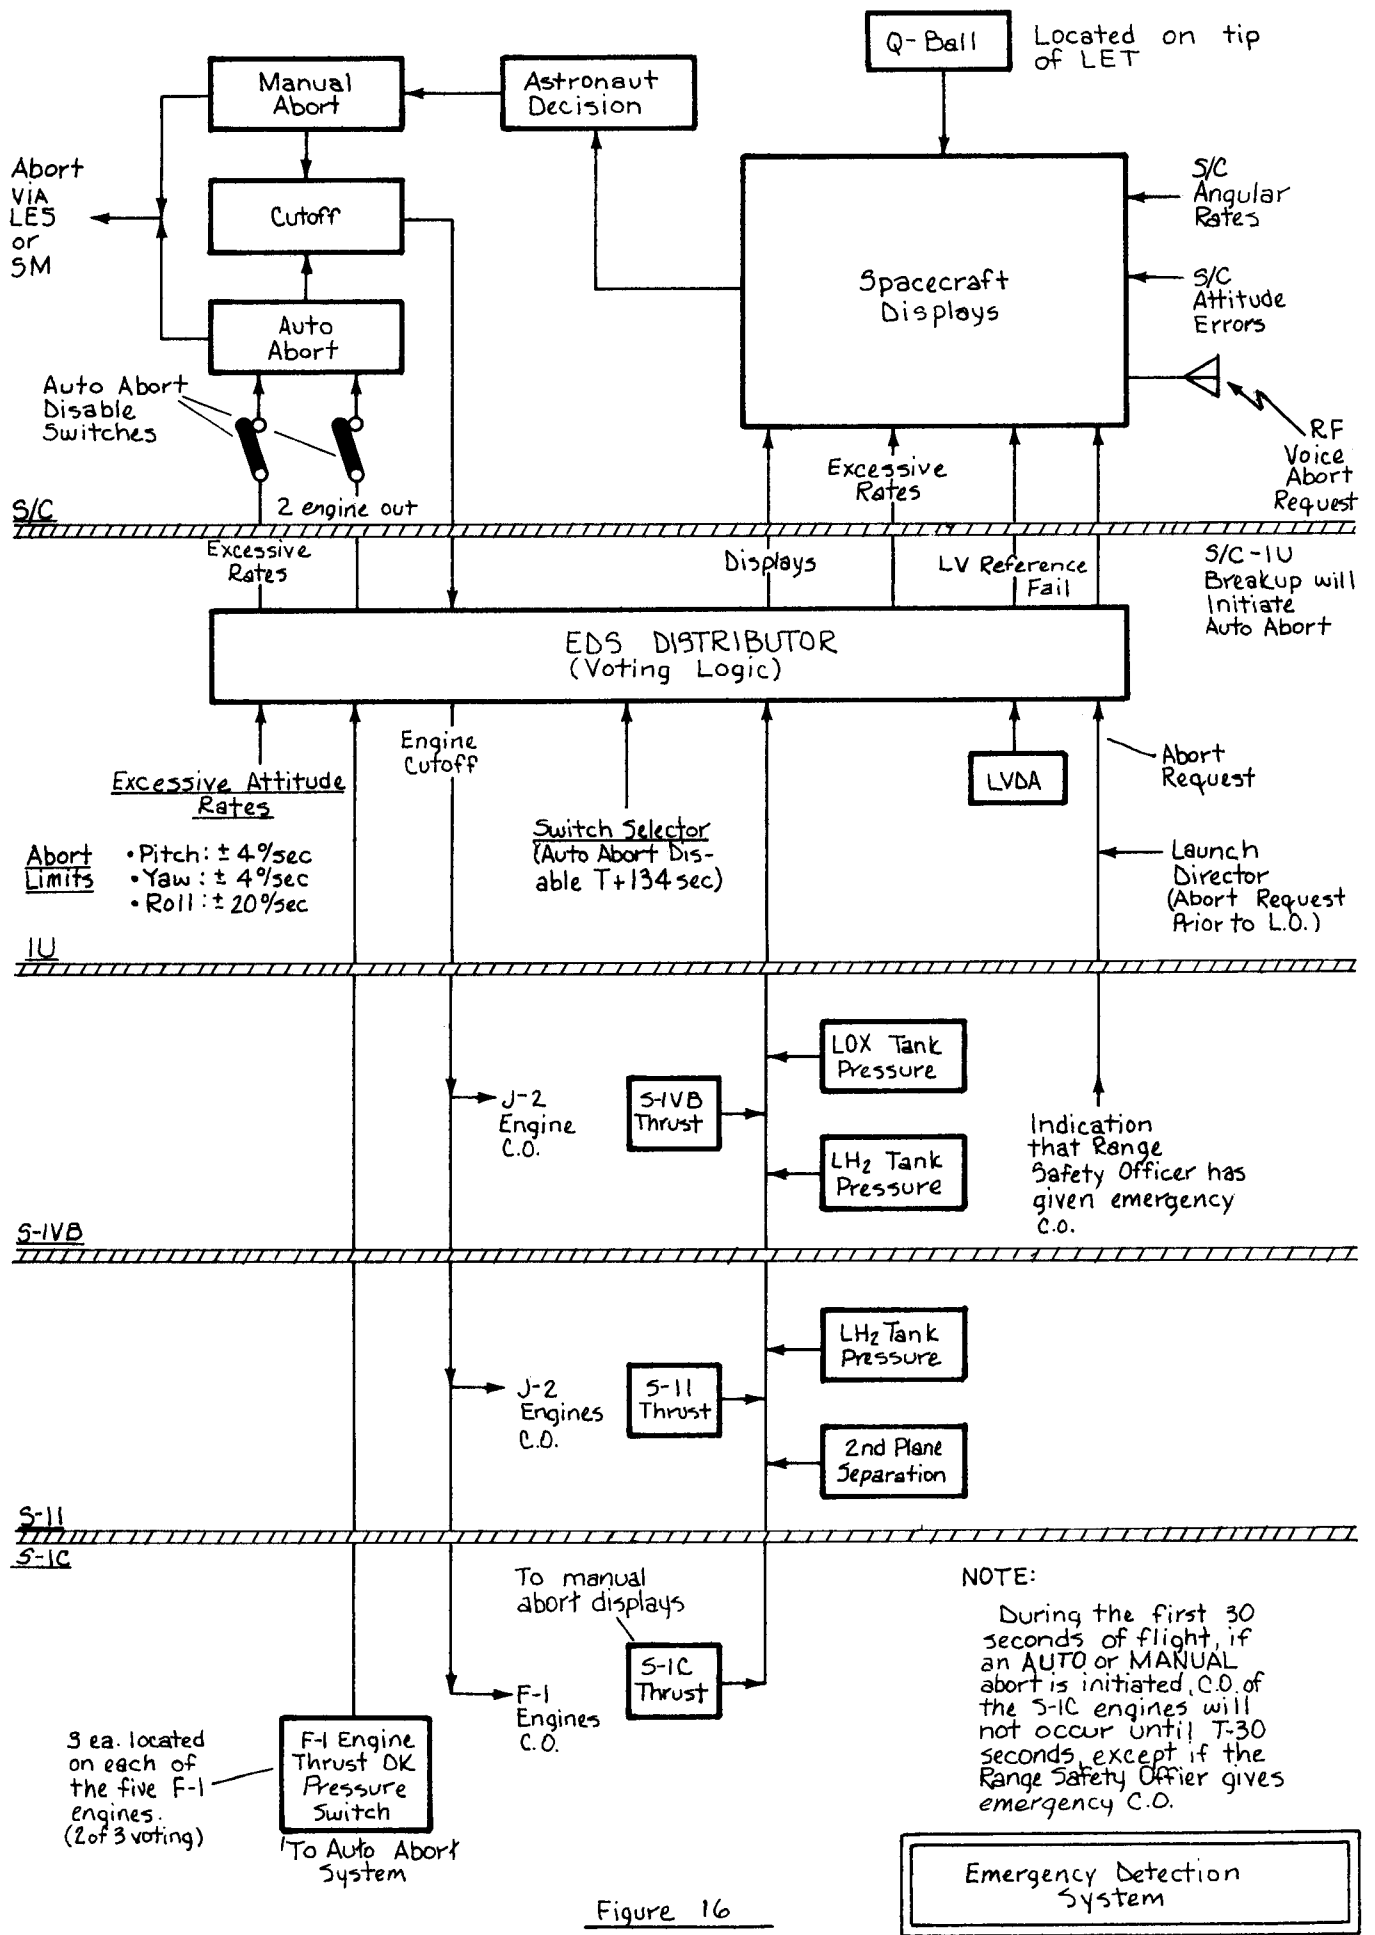 Q-Ball
Located on tip
of LET
Manual
Abort
Astronaut
Decision
Abort
VIA
LES
or
SM
Cutoff
Auto
Abort
Spacecraft
Displays
S/C
Angular
Rates
S/C
Attitude
Errors
RF
Voice
Abort
Request
Auto Abort
Disable
Switches
2 engine out
Excessive
Rates
S/C
Excessive
Rates
Displays
LV Reference
Fail
S/C-IU
Breakup will
Initiate
Auto Abort
EDS DISTRIBUTOR
(Voting Logic)
Excessive Attitude
Rates
Abort
Limits
• Pitch: ± 4°/sec
• Yaw: ± 4°/sec
• Roll: ± 20°/sec
Engine
Cutoff
Switch Selector
(Auto Abort Dis-
able T+134 sec)
LVDA
Abort
Request
Launch
Director
(Abort Request
Prior to L.O.)
IU
LOX Tank
Pressure
J-2
Engine
C.O.
S-IVB
Thrust
LH2 Tank
Pressure
Indication
that Range
Safety Officer has
given emergency
C.O.
S-IVB
LH2 Tank
Pressure
J-2
Engines
C.O.
S-II
Thrust
2nd Plane
Separation
S-II
S-IC
To manual
abort displays
S-IC
Thrust
F-1
Engines
C.O.
3 ea. located
on each of
the five F-1
engines.
(2 of 3 voting)
F-1 Engine
Thrust OK
Pressure
Switch
To Auto Abort
System
NOTE:
During the first 30
seconds of flight, if
an AUTO or MANUAL
abort is initiated, C.O. of
the S-IC engines will
not occur until T-30
seconds, except if the
Range Safety Offier gives
emergency C.O.
Figure 16
Emergency Detection
System